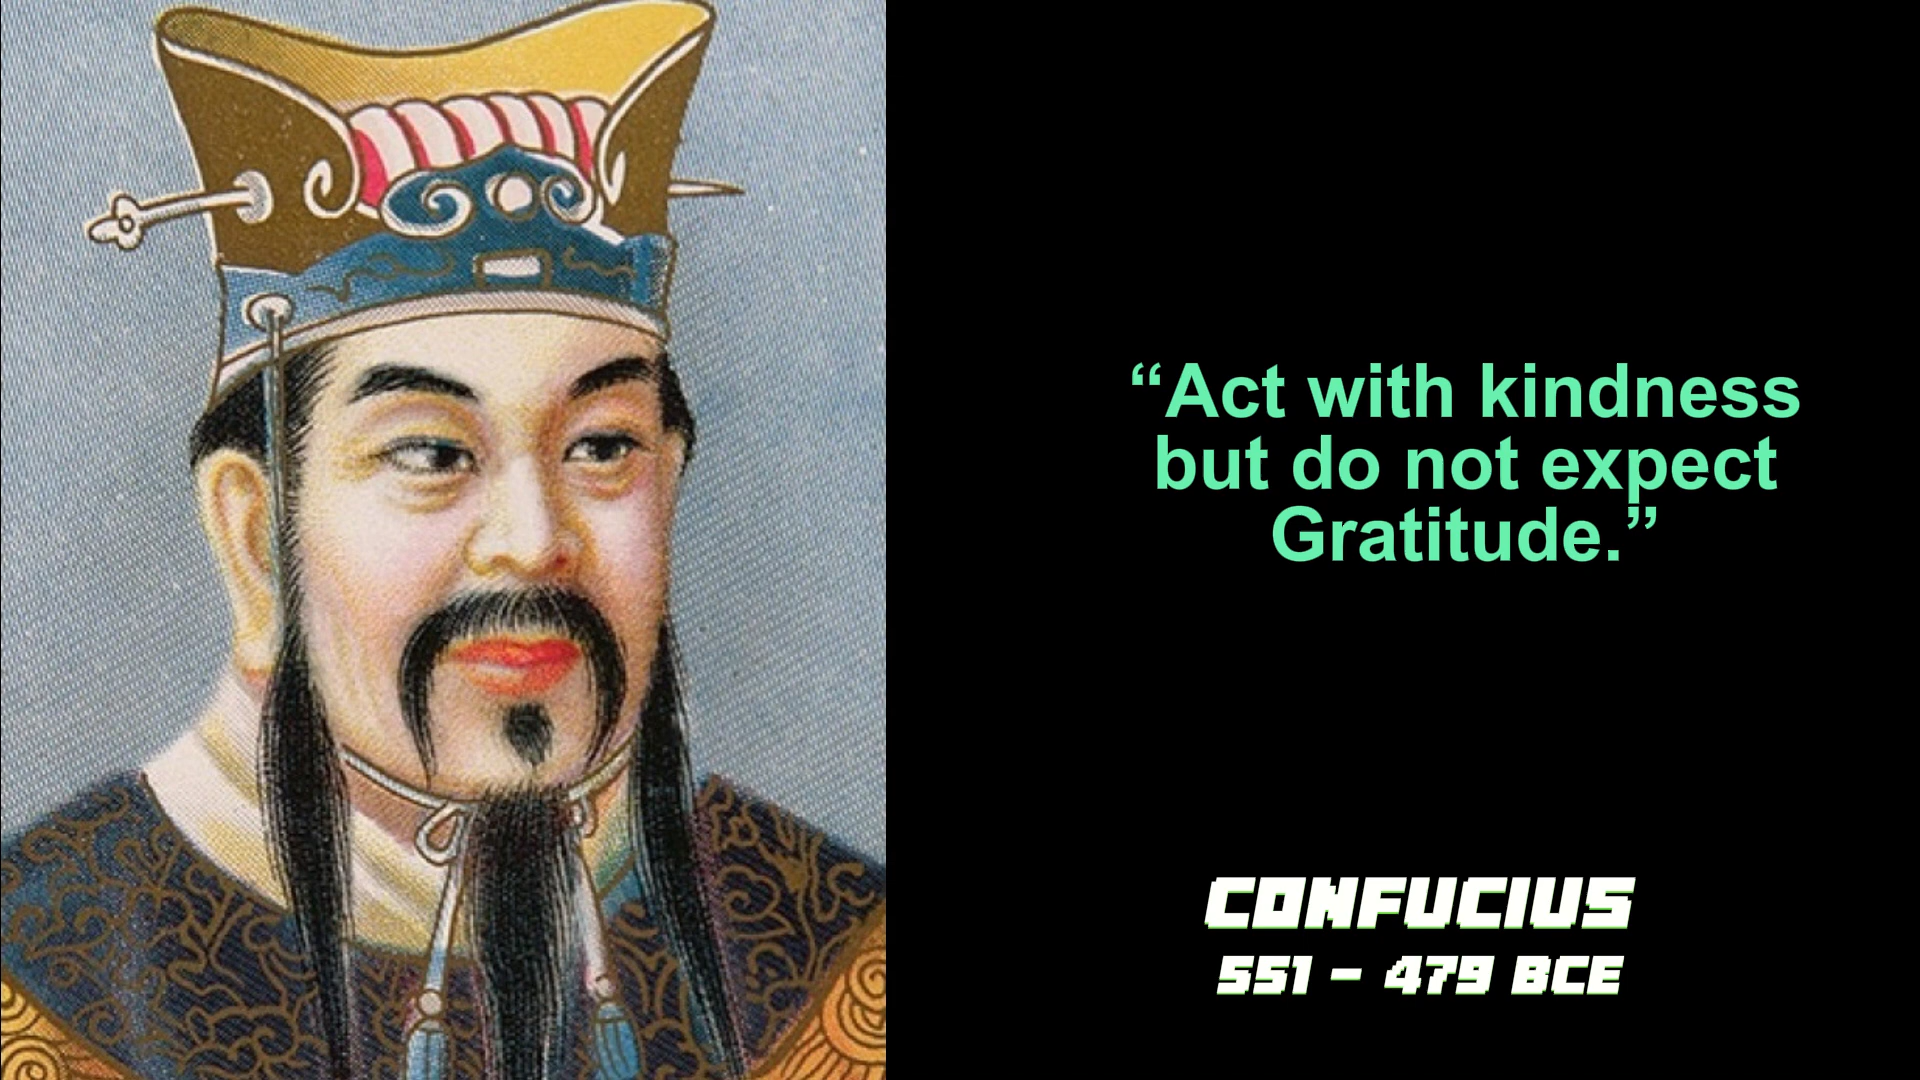 “Act with kindness
but do not expect
Gratitude.”
CONFUCIUS
551 - 479 BCE